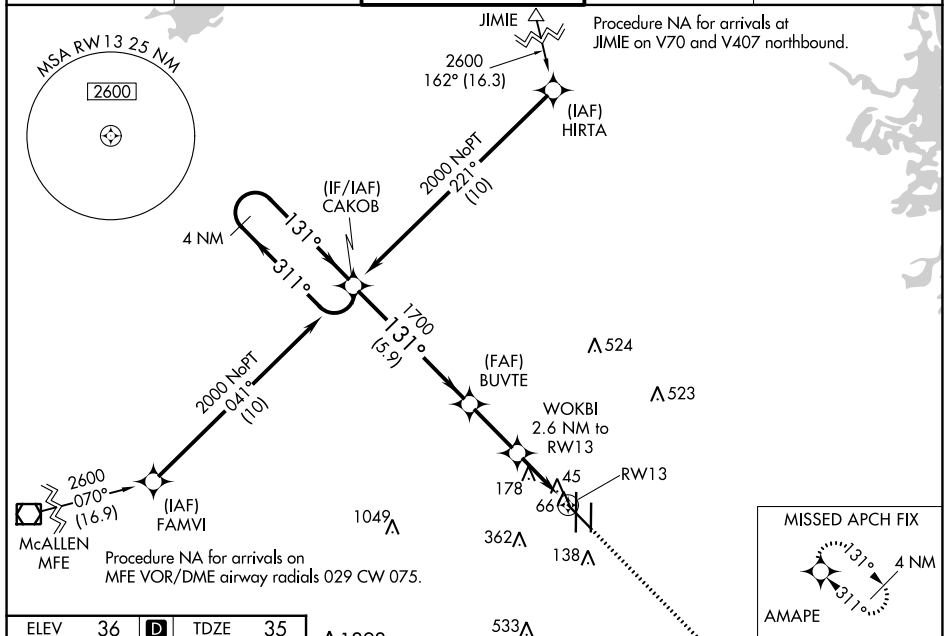 JIMIE
Procedure NA for arrivals at
JIMIE on V70 and V407 northbound.
MSA RW13 25 NM
2600
2600
162° (16.3)
(IAF)
HIRTA
2000 NoPT
221°
(10)
(IF/IAF)
CAKOB
4 NM
131°
311°
1700
131°
(5.9)
524
(FAF)
BUVTE
523
2000 NoPT
041°
(10)
WOKBI
2.6 NM to
RW13
178
45
66
RW13
2600
070°
(16.9)
(IAF)
FAMVI
McALLEN
MFE
1049
362
138
Procedure NA for arrivals on
MFE VOR/DME airway radials 029 CW 075.
MISSED APCH FIX
131°
4 NM
311°
AMAPE
ELEV 36 D TDZE 35
533